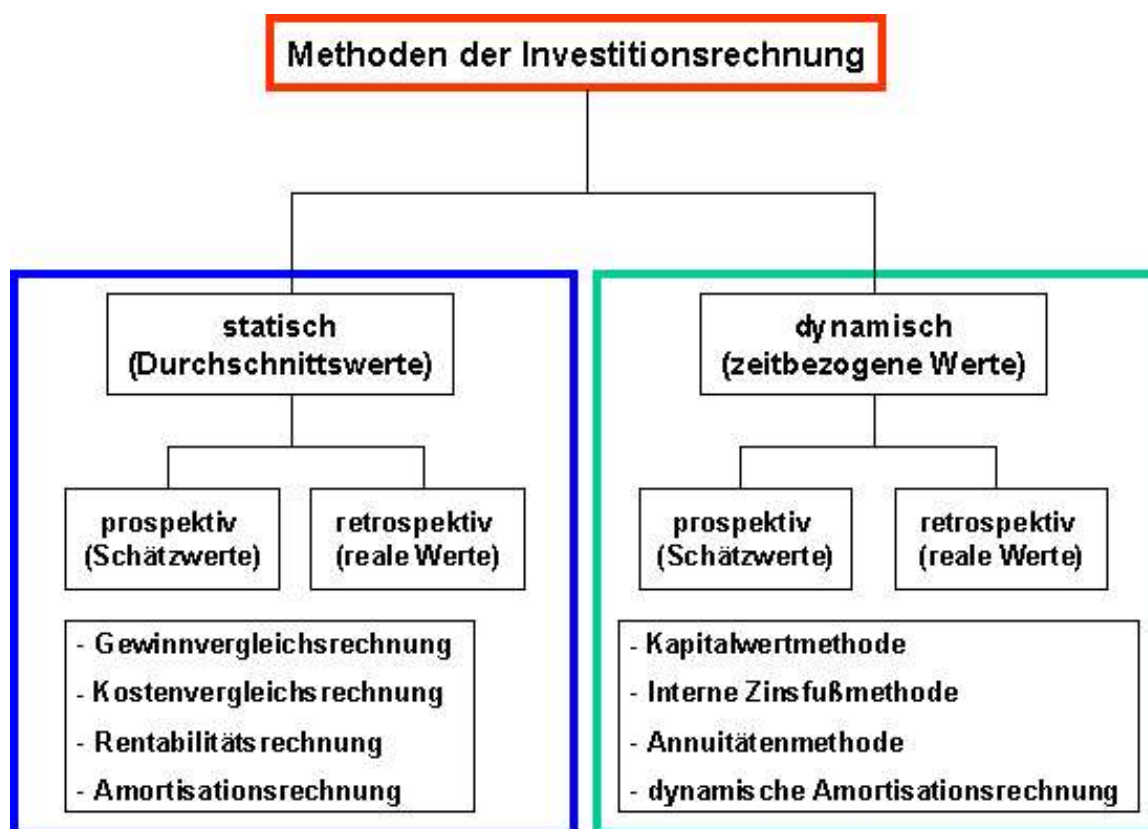 Methoden der Investitionsrechnung
statisch
(Durchschnittswerte)
prospektiv
(Schätzwerte)
retrospektiv
(reale Werte)
- Gewinnvergleichsrechnung
- Kostenvergleichsrechnung
- Rentabilitätsrechnung
- Amortisationsrechnung
dynamisch
(zeitbezogene Werte)
prospektiv
(Schätzwerte)
retrospektiv
(reale Werte)
- Kapitalwertmethode
- Interne Zinsfußmethode
- Annuitätenmethode
- dynamische Amortisationsrechnung